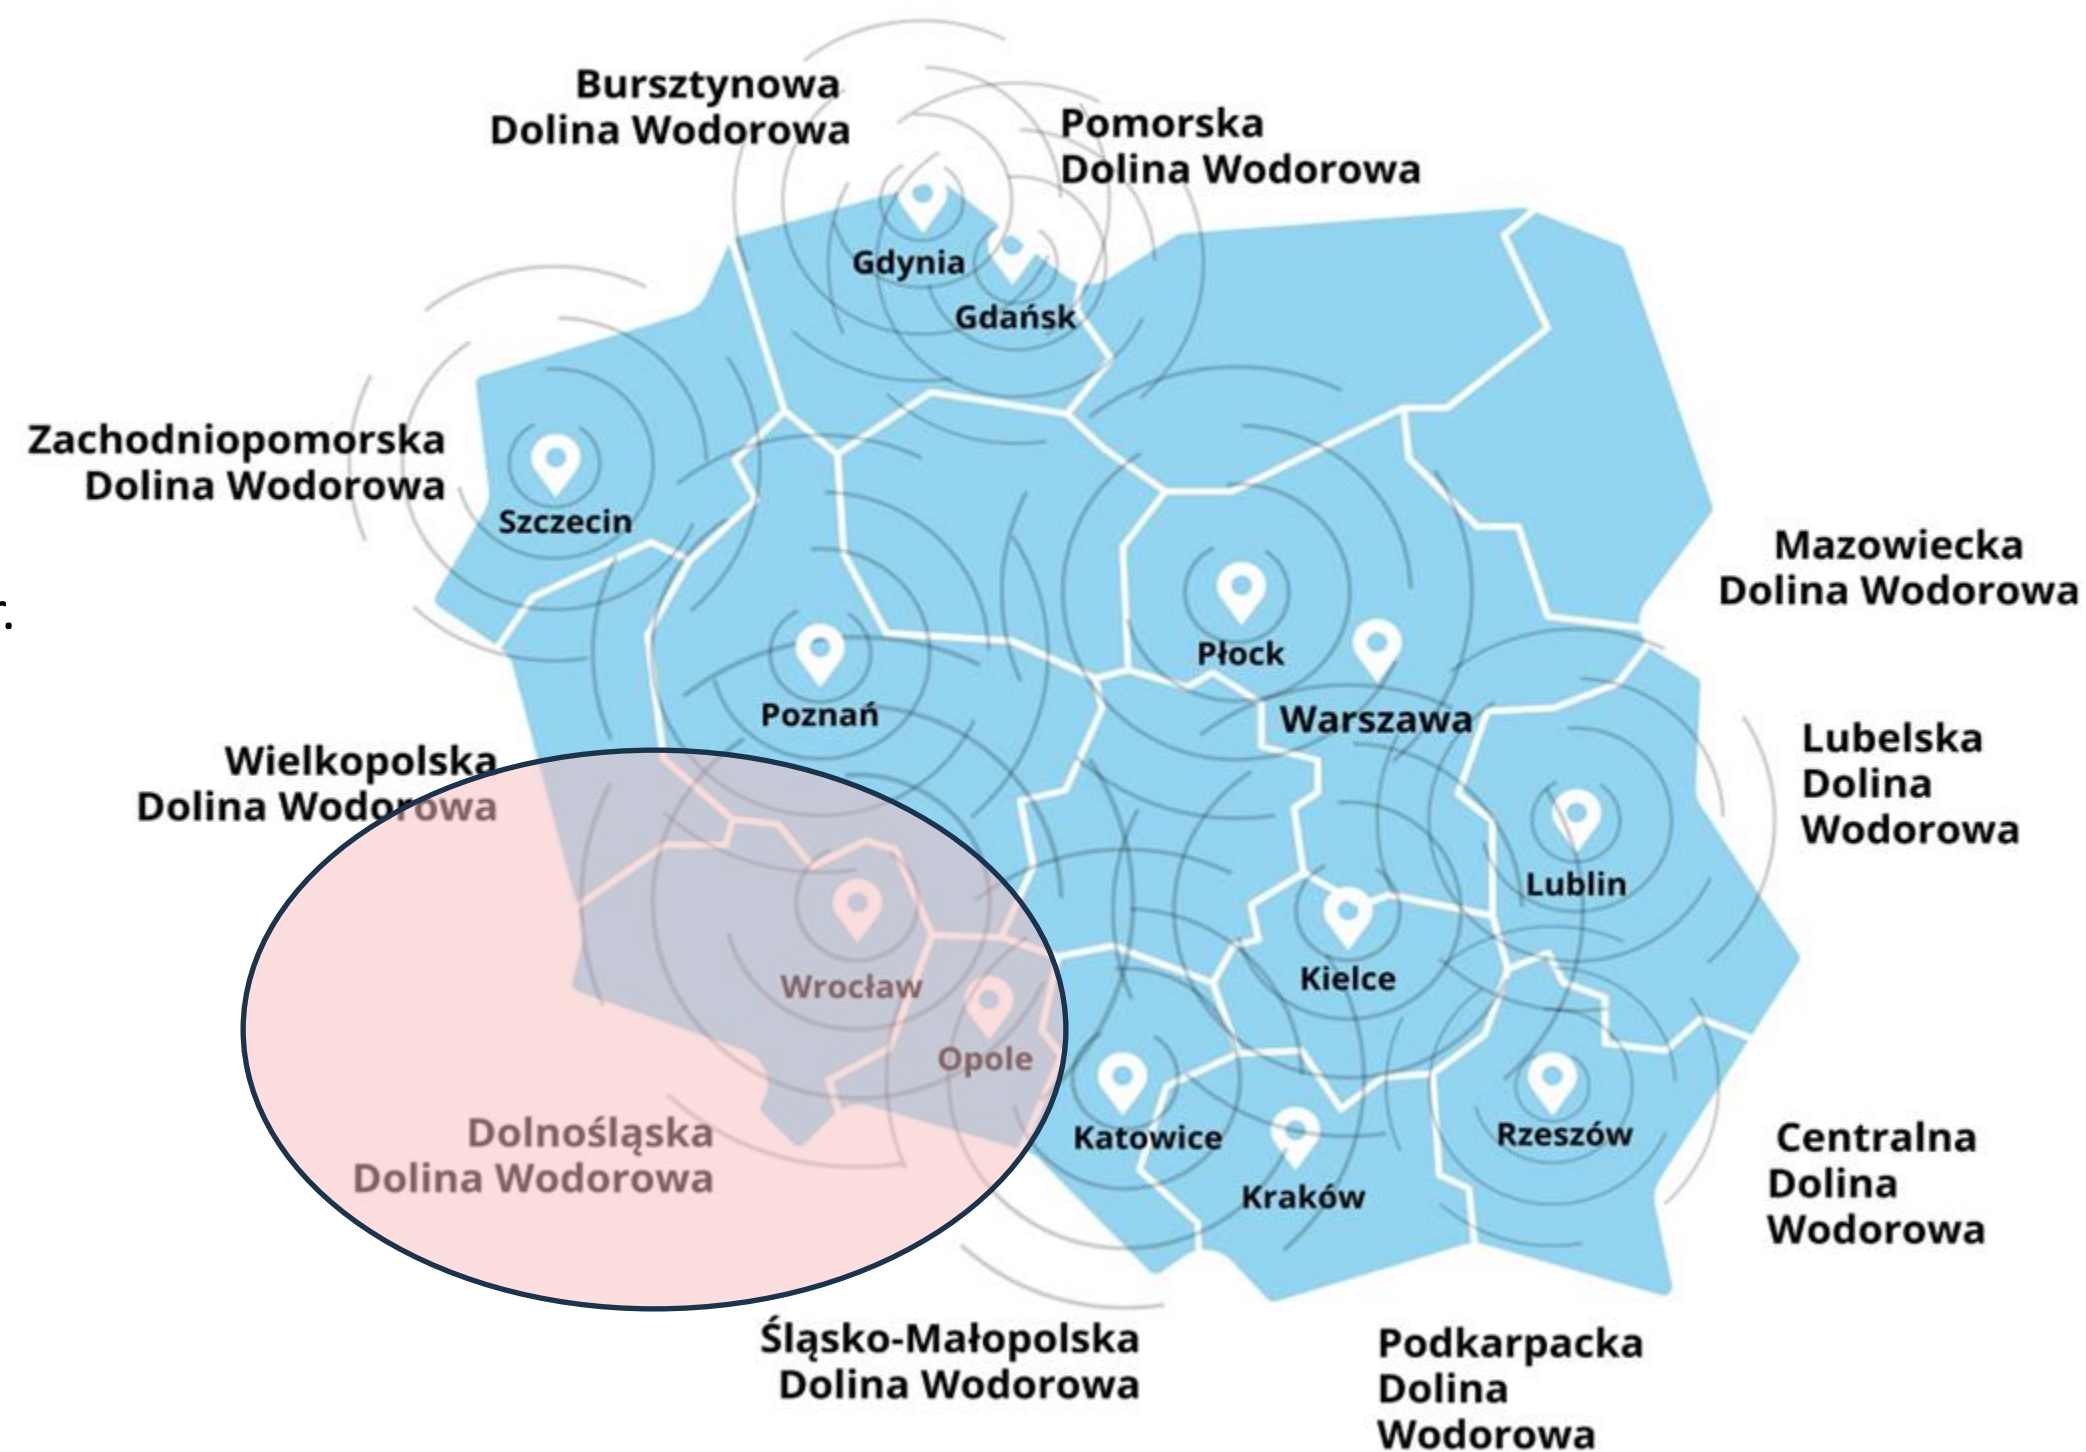 Bursztynowa
Dolina Wodorowa
Pomorska
Dolina Wodorowa
Gdynia
Gdańsk
Zachodniopomorska
Dolina Wodorowa
Szczecin
Mazowiecka
Dolina Wodorowa
Płock
Poznań
Warszawa
Wielkopolska
Dolina Wodorowa
Lubelska
Dolina
Wodorowa
Lublin
Wrocław
Kielce
Opole
Dolnośląska
Dolina Wodorowa
Katowice
Kraków
Rzeszów
Centralna
Dolina
Wodorowa
Śląsko-Małopolska
Dolina Wodorowa
Podkarpacka
Dolina
Wodorowa